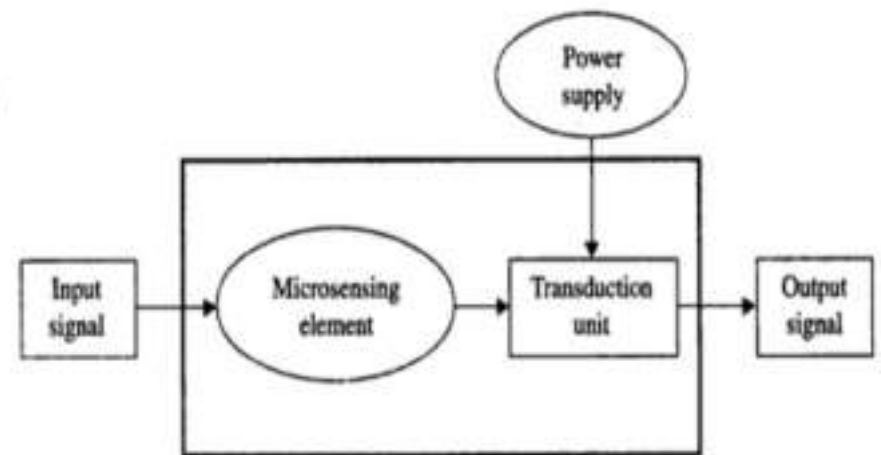 Power
supply
Input
signal
Microsensing
element
Transduction
unit
Output
signal